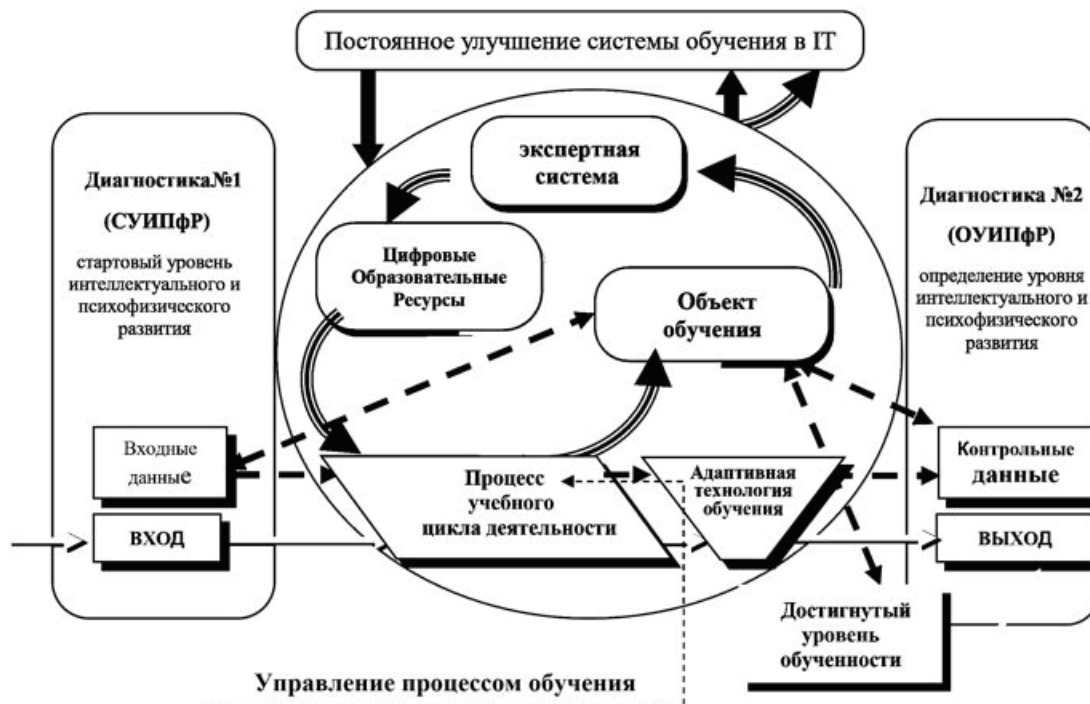 Постоянное улучшение системы обучения в IT
Диагностика№1
(СУИПфР)
стартовый уровень
интеллектуального и
психофизического
развития
Входные
данные
ВХОД
экспертная
система
Цифровые
Образовательные
Ресурсы
Объект
обучения
Процесс
учебного
цикла деятельности
Адаптивная
технология
обучения
Диагностика №2
(ОУИПфР)
определение уровня
интеллектуального и
психофизического
развития
Контрольные
данные
ВЫХОД
Достигнутый
уровень
обученности
Управление процессом обучения